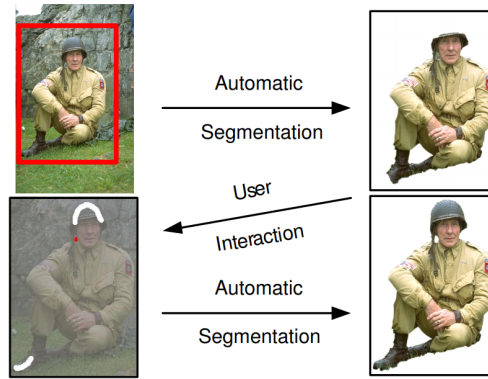 Automatic
Segmentation
User
Interaction
Automatic
Segmentation